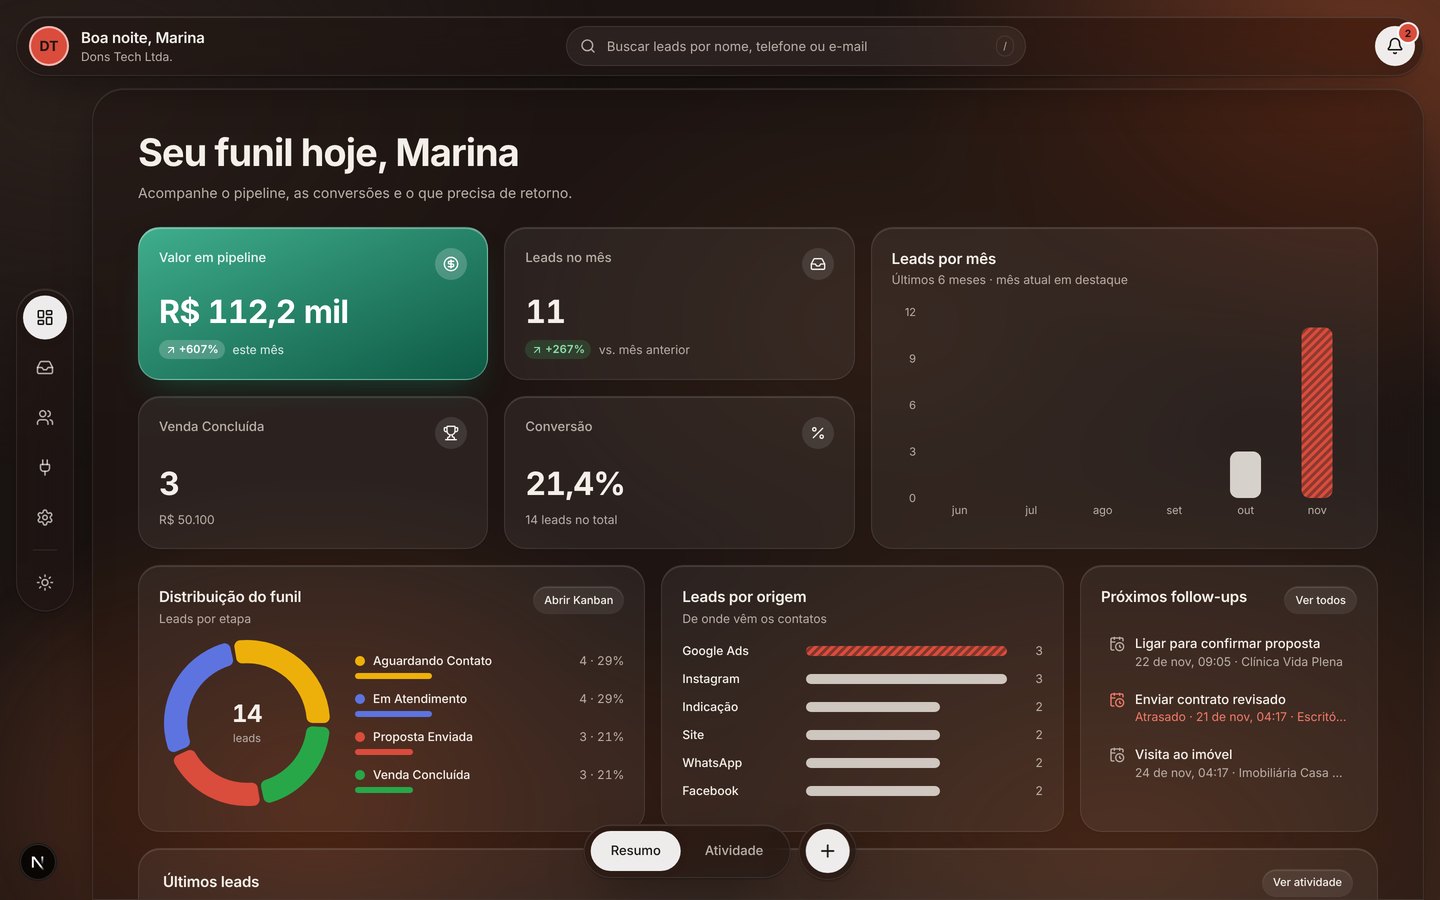 DT
Boa noite, Marina
Dons Tech Ltda.
Buscar leads por nome, telefone ou e-mail
/
2
Seu funil hoje, Marina
Acompanhe o pipeline, as conversões e o que precisa de retorno.
Valor em pipeline
R$ 112,2 mil
+607% este mês
Leads no mês
11
+267% vs. mês anterior
Venda Concluída
3
R$ 50.100
Conversão
21,4%
14 leads no total
Leads por mês
Últimos 6 meses · mês atual em destaque
12
9
6
3
0
jun jul ago set out nov
Distribuição do funil
Abrir Kanban
Leads por etapa
14
leads
Aguardando Contato 4 · 29%
Em Atendimento 4 · 29%
Proposta Enviada 3 · 21%
Venda Concluída 3 · 21%
Leads por origem
De onde vêm os contatos
Google Ads 3
Instagram 3
Indicação 2
Site 2
WhatsApp 2
Facebook 2
Próximos follow-ups
Ver todos
Ligar para confirmar proposta
22 de nov, 09:05 · Clínica Vida Plena
Enviar contrato revisado
Atrasado · 21 de nov, 04:17 · Escritó...
Visita ao imóvel
24 de nov, 04:17 · Imobiliária Casa ...
Resumo
Atividade
N
Últimos leads
Ver atividade